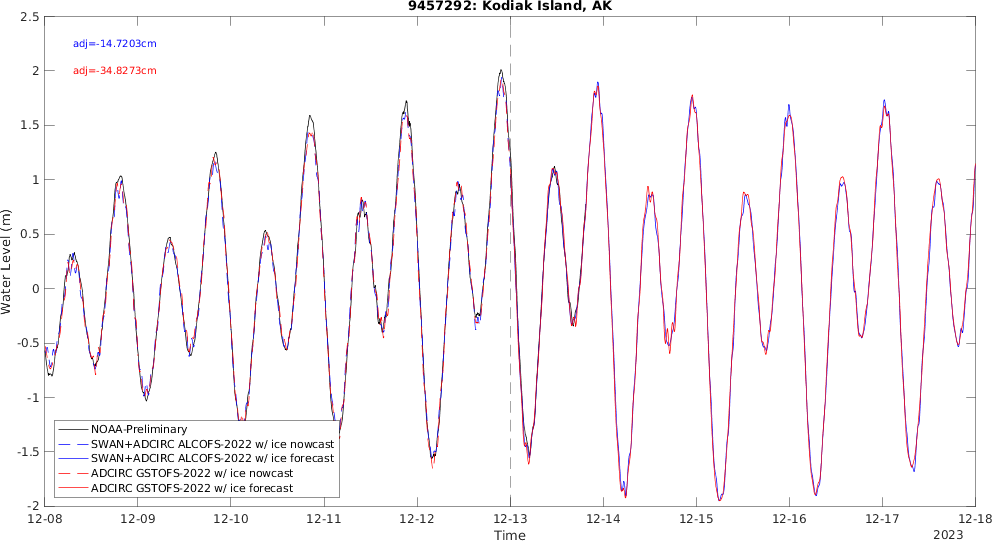 9457292: Kodiak Island, AK
2.5
adj=-14.7203cm
2
adj=-34.8273cm
1.5
1
0.5
Water Level (m)
0
-0.5
-1
NOAA-Preliminary
SWAN+ADCIRC ALCOFS-2022 w/ ice nowcast
-1.5
SWAN+ADCIRC ALCOFS-2022 w/ ice forecast
ADCIRC GSTOFS-2022 w/ ice nowcast
ADCIRC GSTOFS-2022 w/ ice forecast
-2
12-08 12-09 12-10 12-11 12-12 12-13 12-14 12-15 12-16 12-17 12-18
Time
2023